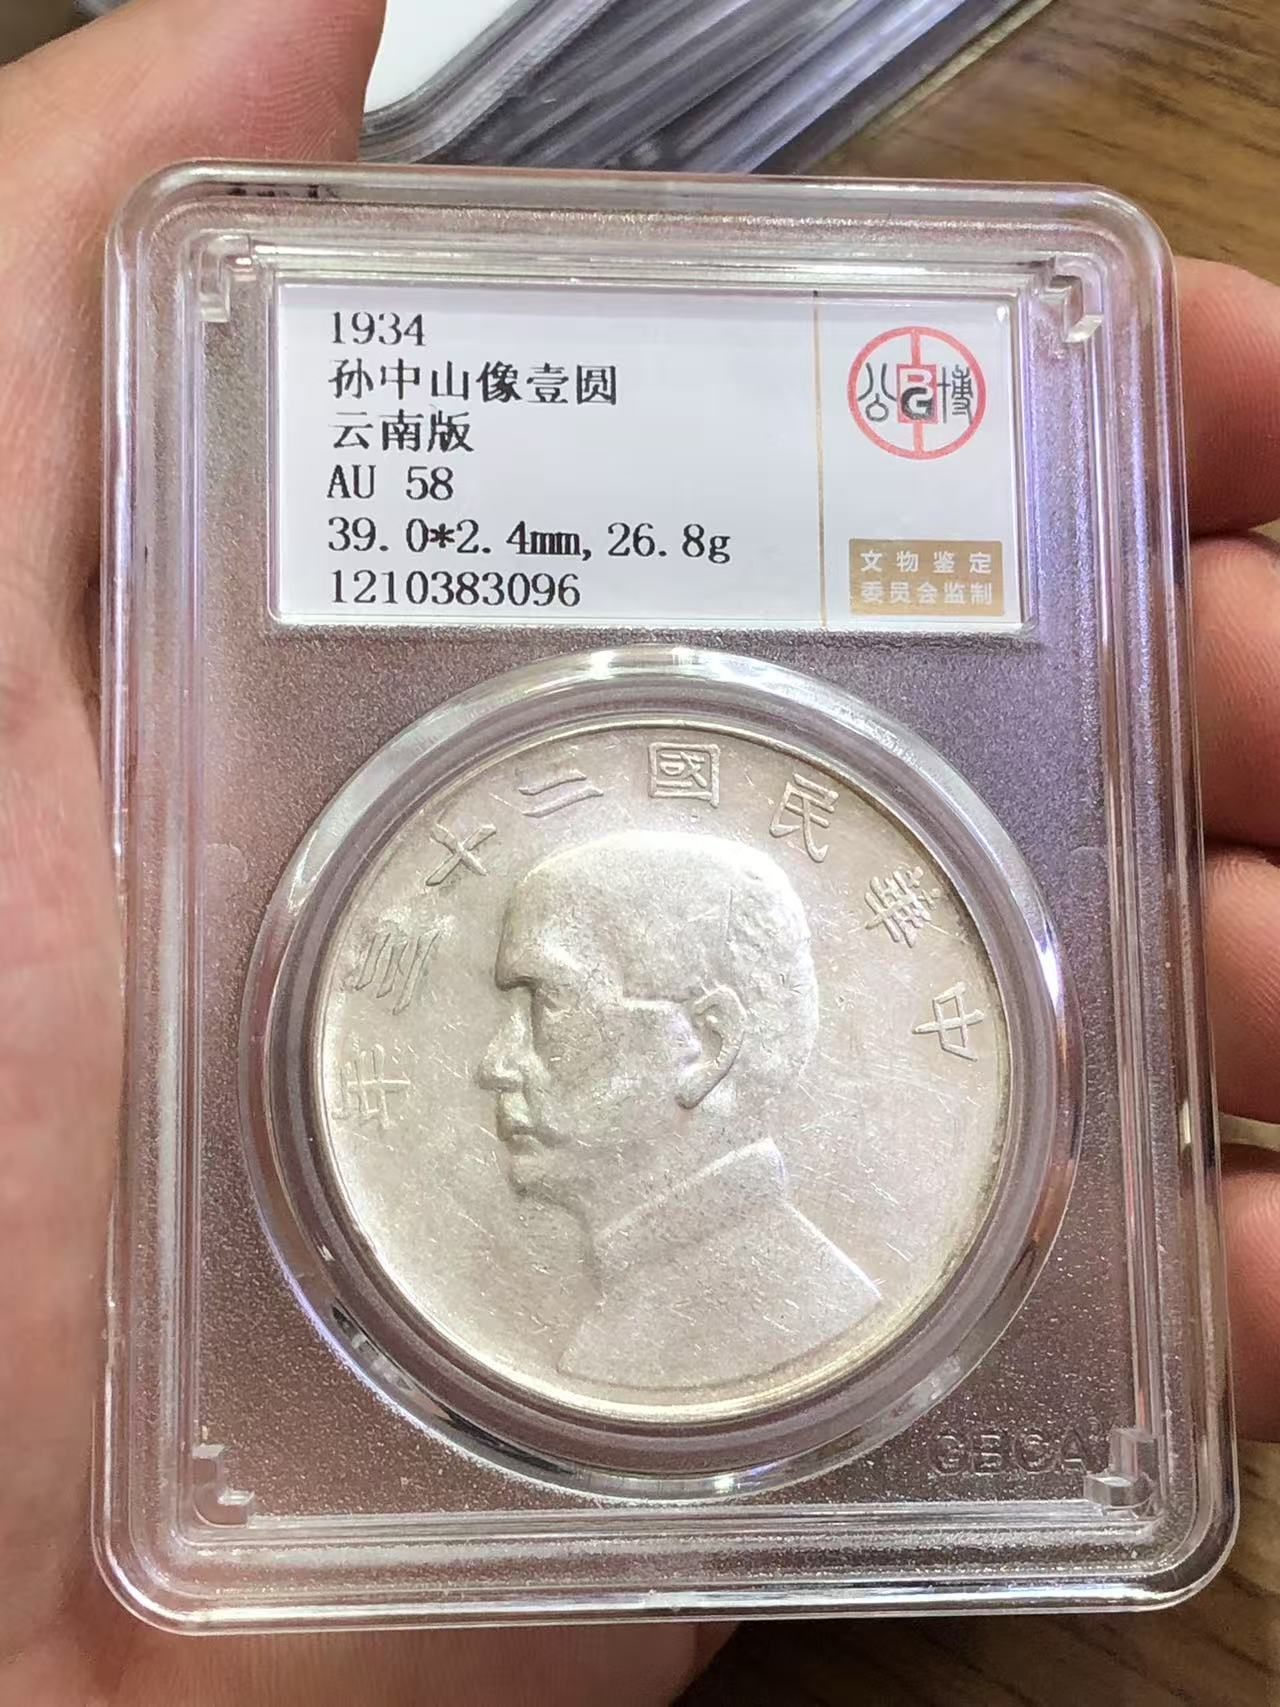 1934
孙中山像壹圆
云南版
AU 58
39.0*2.4mm,26.8g
1210383096
公博
BG
文物鉴定
委员会监制
中華民國二十三年
GBCA